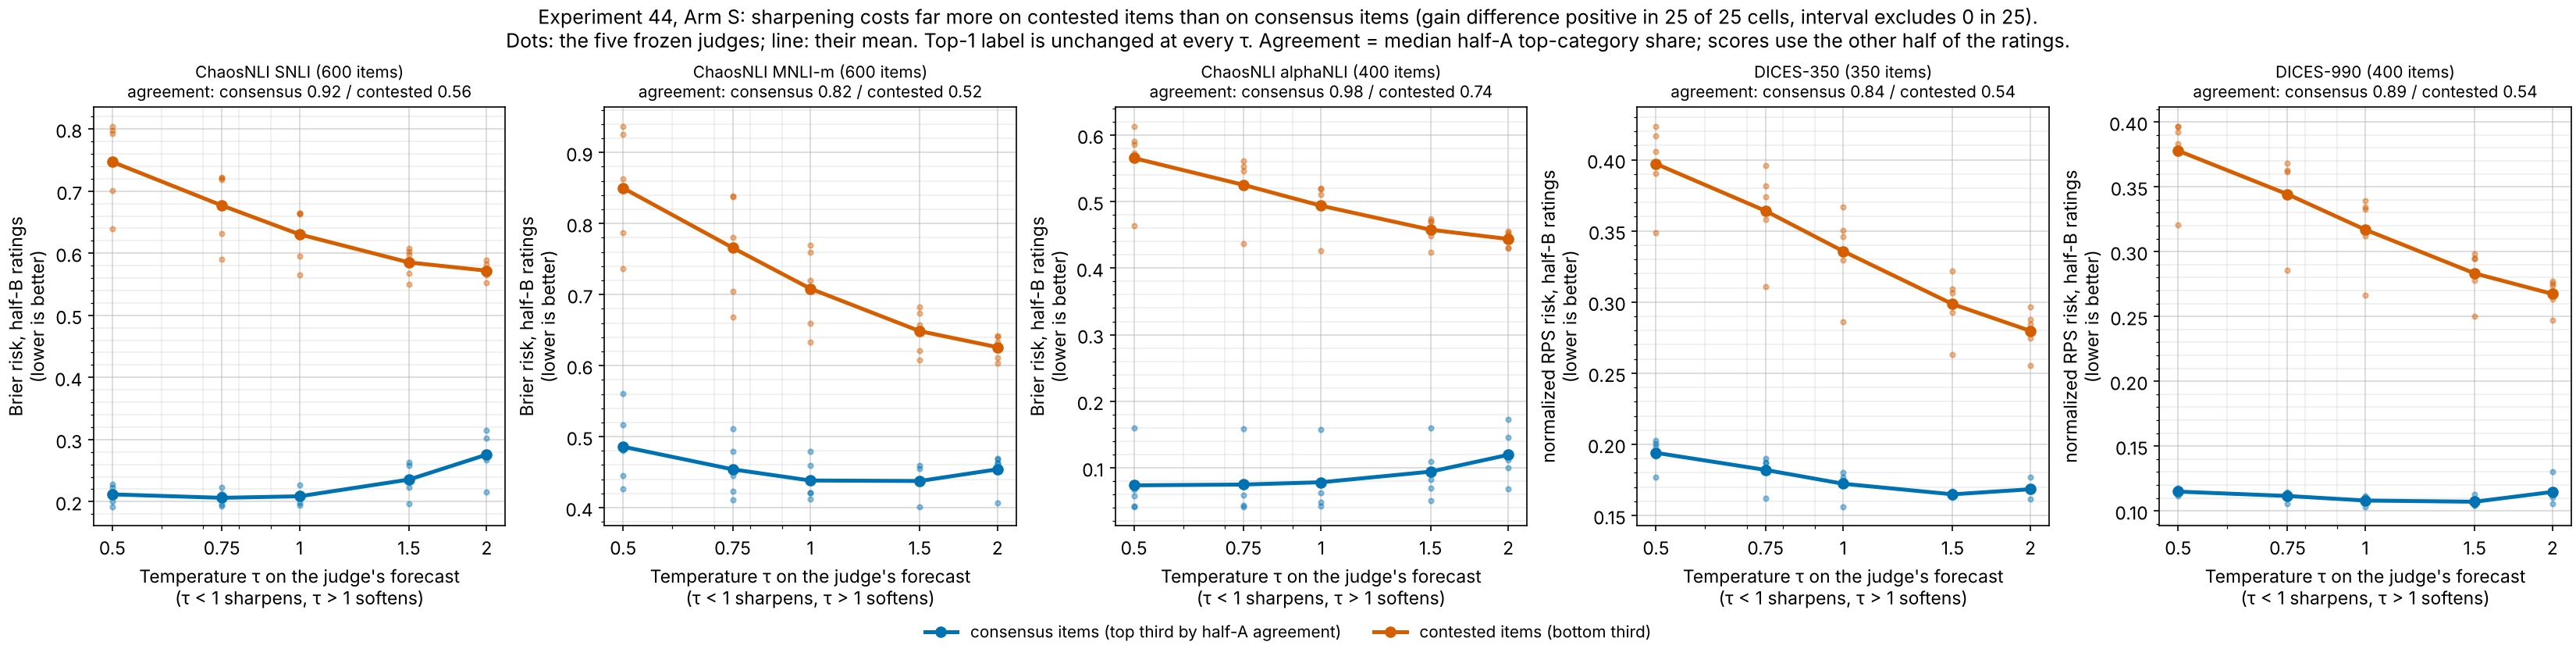 Experiment 44, Arm S: sharpening costs far more on contested items than on consensus items (gain difference positive in 25 of 25 cells, interval excludes 0 in 25).
Dots: the five frozen judges; line: their mean. Top-1 label is unchanged at every τ. Agreement = median half-A top-category share; scores use the other half of the ratings.
ChaosNLI SNLI (600 items)
agreement: consensus 0.92 / contested 0.56
Brier risk, half-B ratings
(lower is better)
0.8
0.7
0.6
0.5
0.4
0.3
0.2
0.5 0.75 1 1.5 2
Temperature τ on the judge's forecast
(τ < 1 sharpens, τ > 1 softens)
ChaosNLI MNLI-m (600 items)
agreement: consensus 0.82 / contested 0.52
Brier risk, half-B ratings
(lower is better)
0.9
0.8
0.7
0.6
0.5
0.4
0.5 0.75 1 1.5 2
Temperature τ on the judge's forecast
(τ < 1 sharpens, τ > 1 softens)
ChaosNLI alphaNLI (400 items)
agreement: consensus 0.98 / contested 0.74
Brier risk, half-B ratings
(lower is better)
0.6
0.5
0.4
0.3
0.2
0.1
0.5 0.75 1 1.5 2
Temperature τ on the judge's forecast
(τ < 1 sharpens, τ > 1 softens)
DICES-350 (350 items)
agreement: consensus 0.84 / contested 0.54
normalized RPS risk, half-B ratings
(lower is better)
0.40
0.35
0.30
0.25
0.20
0.15
0.5 0.75 1 1.5 2
Temperature τ on the judge's forecast
(τ < 1 sharpens, τ > 1 softens)
DICES-990 (400 items)
agreement: consensus 0.89 / contested 0.54
normalized RPS risk, half-B ratings
(lower is better)
0.40
0.35
0.30
0.25
0.20
0.15
0.10
0.5 0.75 1 1.5 2
Temperature τ on the judge's forecast
(τ < 1 sharpens, τ > 1 softens)
consensus items (top third by half-A agreement)
contested items (bottom third)